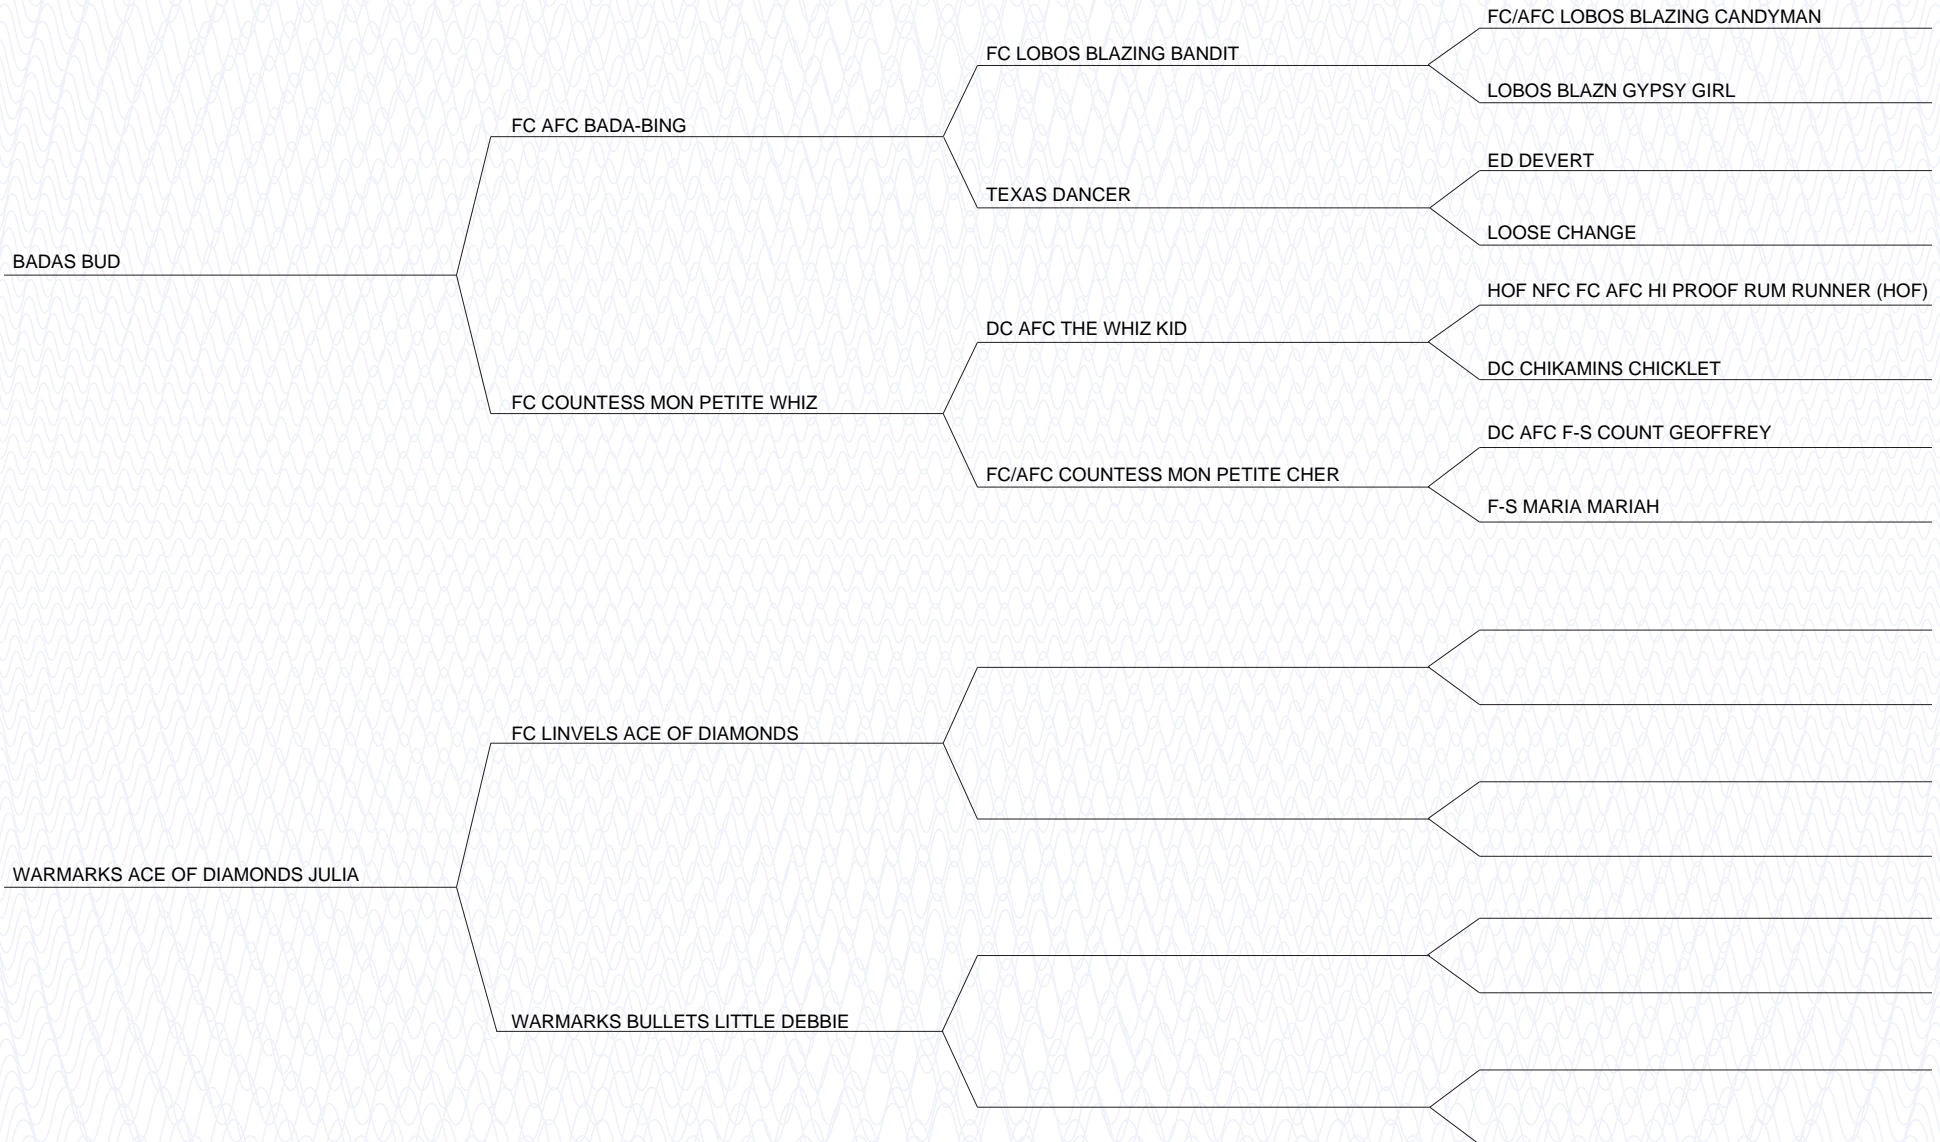 FC/AFC LOBOS BLAZING CANDYMAN
FC LOBOS BLAZING BANDIT
LOBOS BLAZN GYPSY GIRL
FC AFC BADA-BING
ED DEVERT
TEXAS DANCER
LOOSE CHANGE
BADAS BUD
HOF NFC FC AFC HI PROOF RUM RUNNER (HOF)
DC AFC THE WHIZ KID
DC CHIKAMINS CHICKLET
FC COUNTESS MON PETITE WHIZ
DC AFC F-S COUNT GEOFFREY
FC/AFC COUNTESS MON PETITE CHER
F-S MARIA MARIAH
FC LINVELS ACE OF DIAMONDS
WARMARKS ACE OF DIAMONDS JULIA
WARMARKS BULLETS LITTLE DEBBIE